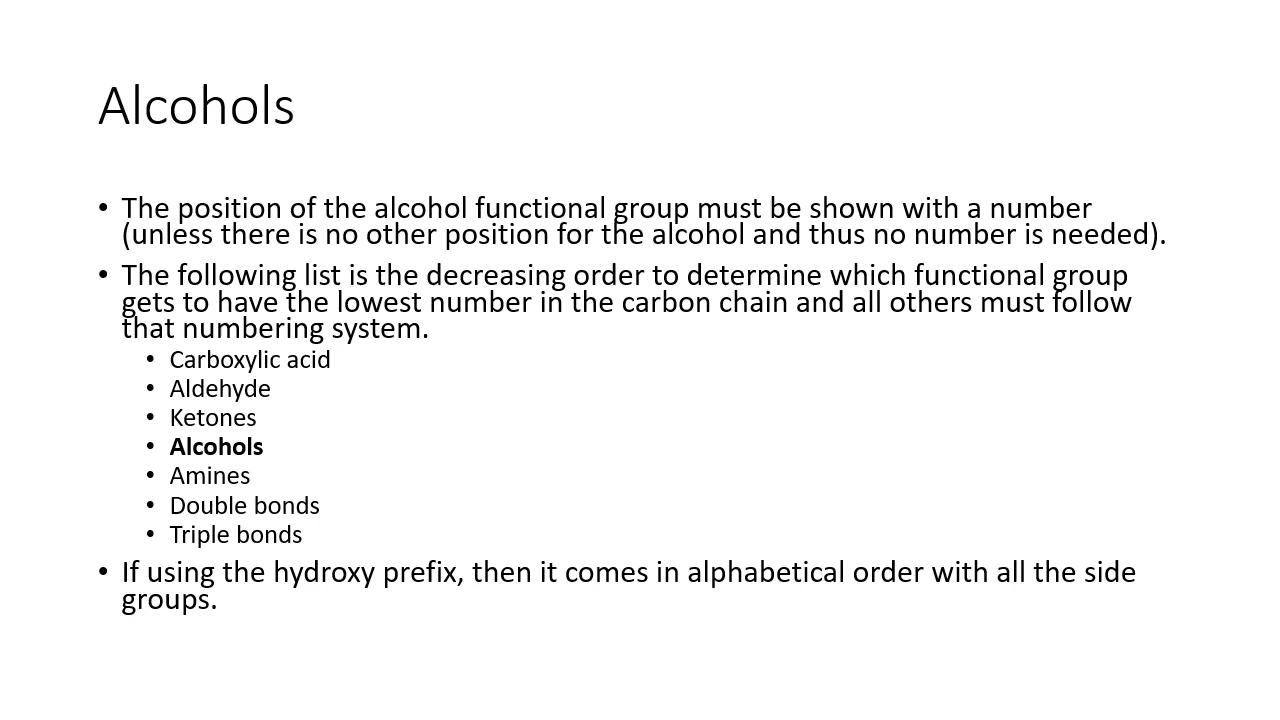 Alcohols
• The position of the alcohol functional group must be shown with a number
(unless there is no other position for the alcohol and thus no number is needed).
• The following list is the decreasing order to determine which functional group
gets to have the lowest number in the carbon chain and all others must follow
that numbering system.
• Carboxylic acid
• Aldehyde
• Ketones
• Alcohols
• Amines
• Double bonds
• Triple bonds
• If using the hydroxy prefix, then it comes in alphabetical order with all the side
groups.